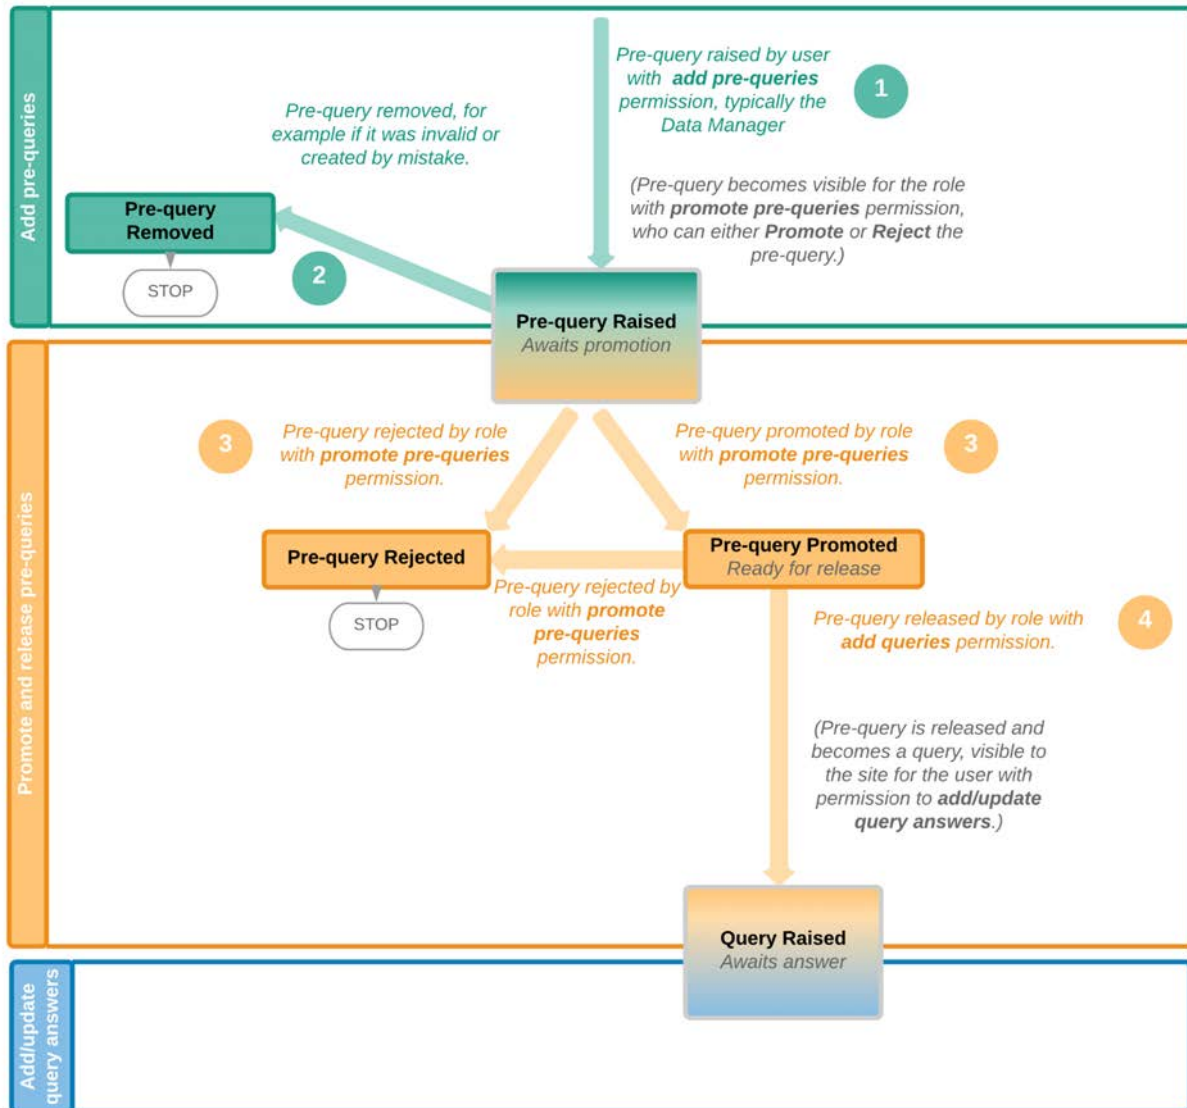 Add pre-queries
Pre-query raised by user
with add pre-queries
permission, typically the
Data Manager
1
Pre-query removed, for
example if it was invalid or
created by mistake.
(Pre-query becomes visible for the role
with promote pre-queries permission,
who can either Promote or Reject the
pre-query.)
Pre-query
Removed
2
STOP
Pre-query Raised
Awaits promotion
Promote and release pre-queries
3
Pre-query rejected by role
with promote pre-queries
permission.
Pre-query promoted by role
with promote pre-queries
permission.
3
Pre-query Rejected
Pre-query Promoted
Ready for release
STOP
Pre-query rejected by
role with promote
pre-queries
permission.
Pre-query released by role with
add queries permission.
4
(Pre-query is released and
becomes a query, visible to
the site for the user with
permission to add/update
query answers.)
Query Raised
Awaits answer
Add/update
query answers